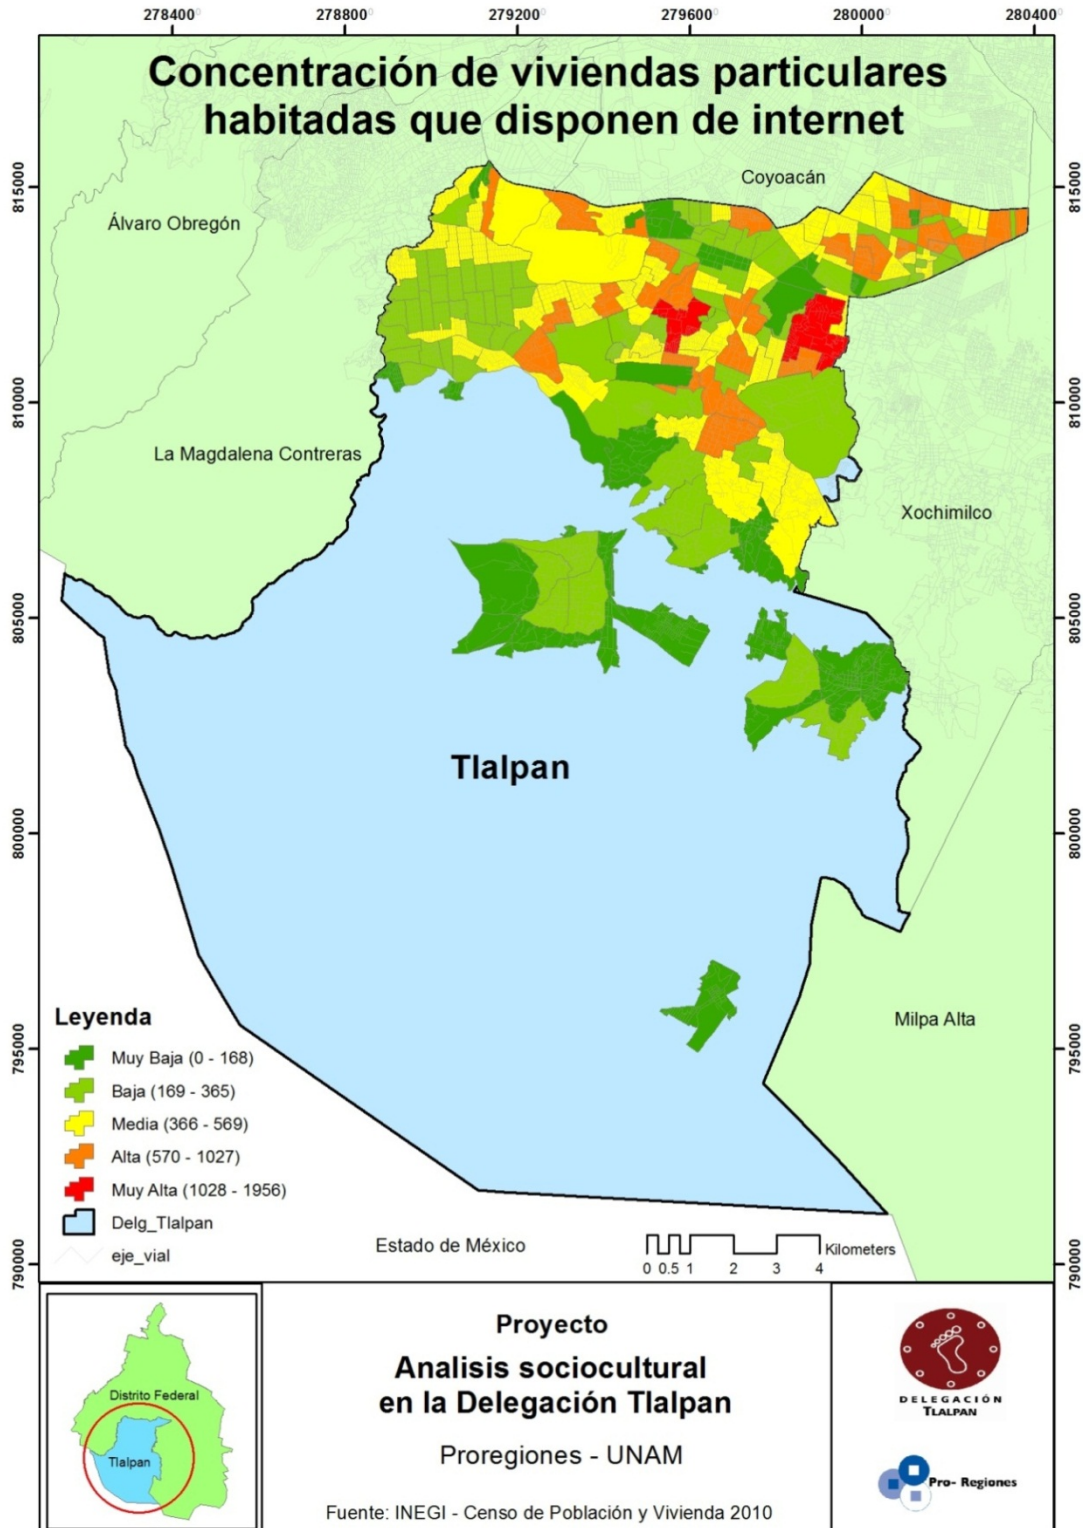 278400°
278800°
279200°
279600°
280000°
280400°
Concentración de viviendas particulares
habitadas que disponen de internet
815000
815000
Coyoacán
Álvaro Obregón
810000
810000
La Magdalena Contreras
Xochimilco
805000
805000
Tlalpan
800000
800000
Leyenda
Muy Baja (0 - 168)
Baja (169 - 365)
Media (366 - 569)
Alta (570 - 1027)
Muy Alta (1028 - 1956)
Delg_Tlalpan
eje_vial
Milpa Alta
795000
795000
Estado de México
Kilometers
0 0.5 1 2 3 4
790000
790000
Distrito Federal
Tlalpan
Proyecto
Analisis sociocultural
en la Delegación Tlalpan
Proregiones - UNAM
Fuente: INEGI - Censo de Población y Vivienda 2010
DELEGACIÓN
TLALPAN
Pro- Regiones